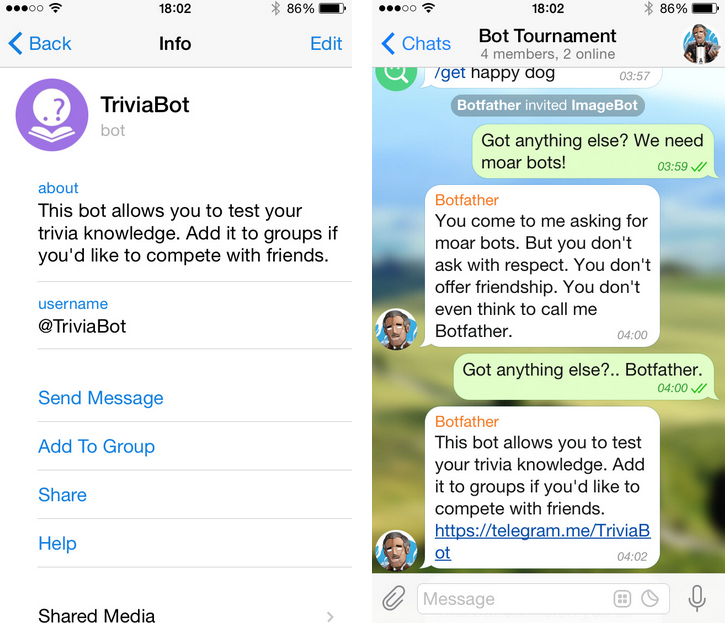 18:02
86%
Back
Info
Edit
TriviaBot
bot
about
This bot allows you to test your
trivia knowledge. Add it to groups if
you'd like to compete with friends.
username
@TriviaBot
Send Message
Add To Group
Share
Help
Shared Media
18:02
86%
Chats
Bot Tournament
4 members, 2 online
/get happy dog
03:57
Botfather invited ImageBot
Got anything else? We need
moar bots!
03:59
Botfather
You come to me asking for
moar bots. But you don't
ask with respect. You don't
offer friendship. You don't
even think to call me
Botfather.
04:00
Got anything else?.. Botfather.
04:00
Botfather
This bot allows you to test
your trivia knowledge. Add
it to groups if you'd like to
compete with friends.
https://telegram.me/TriviaB
ot
04:02
Message